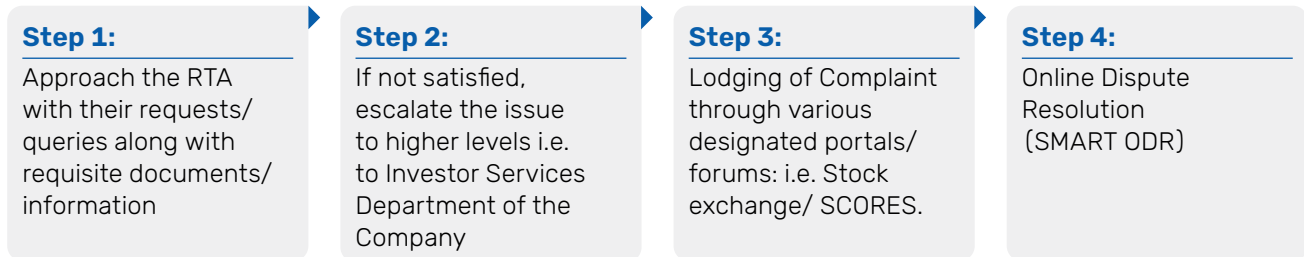 Step 1:
Approach the RTA
with their requests/
queries along with
requisite documents/
information
Step 2:
If not satisfied,
escalate the issue
to higher levels i.e.
to Investor Services
Department of the
Company
Step 3:
Lodging of Complaint
through various
designated portals/
forums: i.e. Stock
exchange/ SCORES.
Step 4:
Online Dispute
Resolution
(SMART ODR)